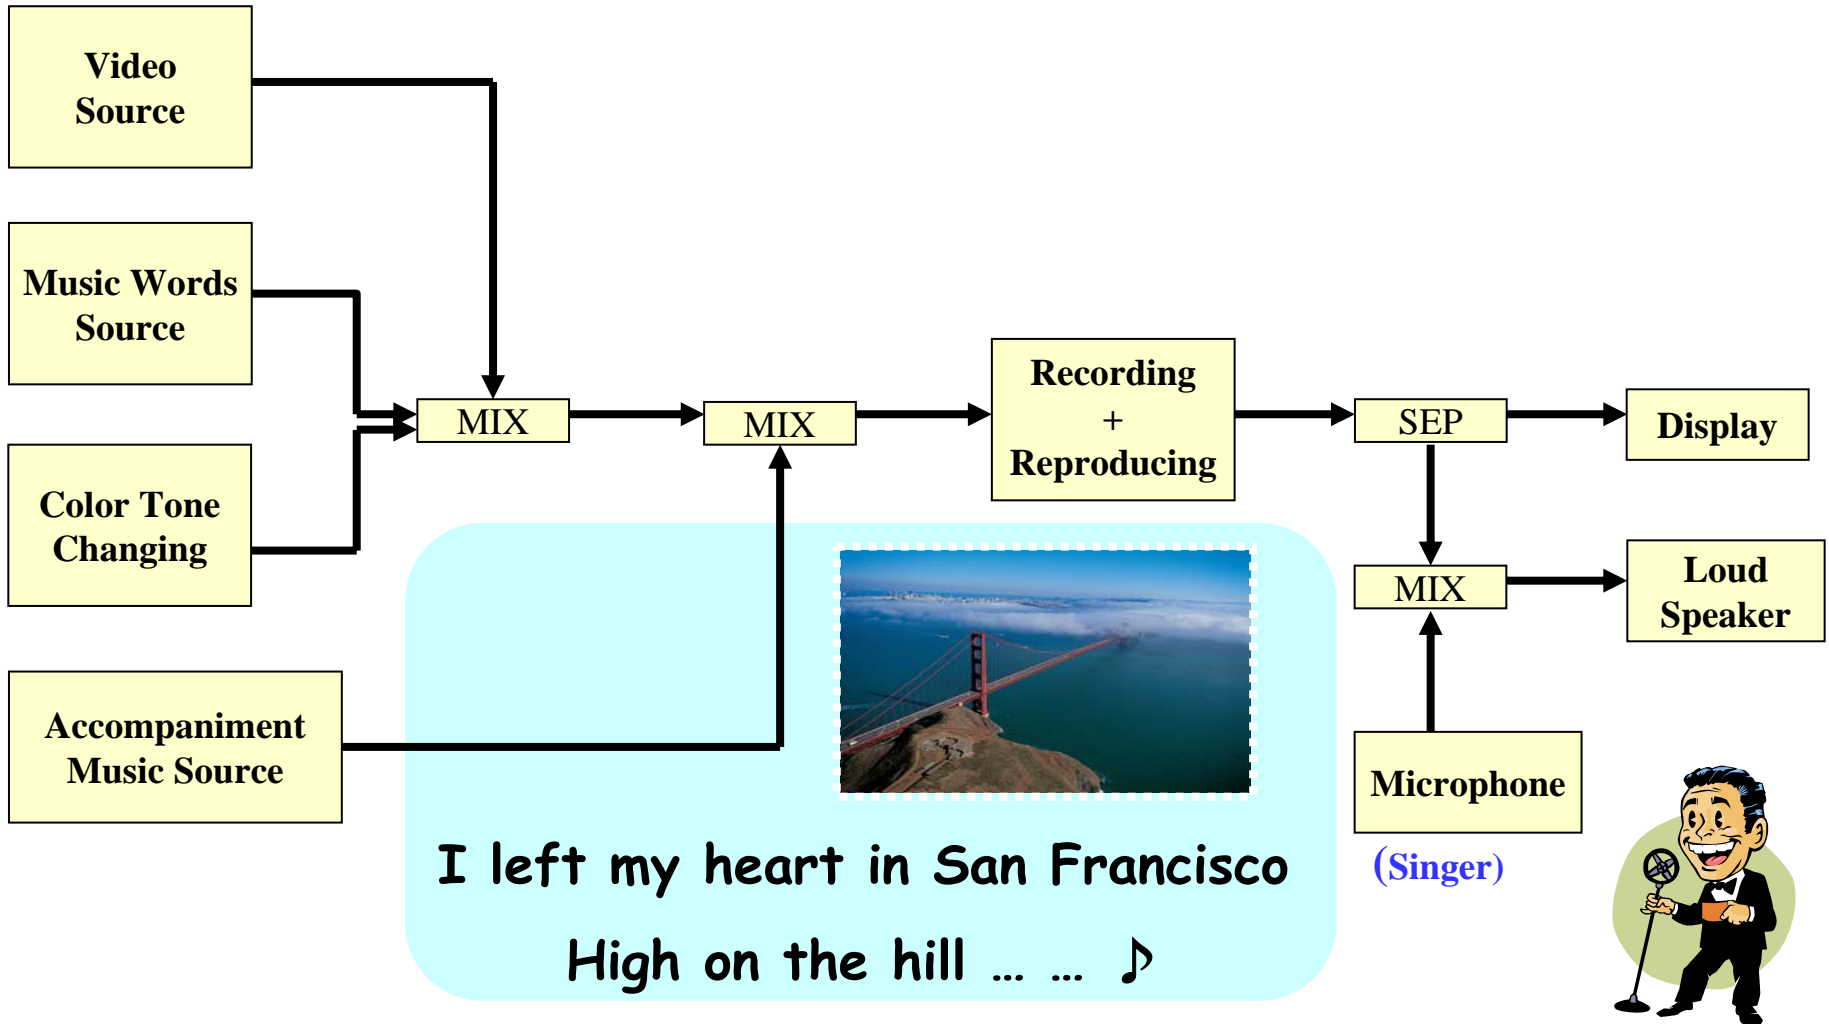 Video
Source
Music Words
Source
Color Tone
Changing
Accompaniment
Music Source
MIX
MIX
Recording
+
Reproducing
SEP
Display
MIX
Loud
Speaker
Microphone
(Singer)
I left my heart in San Francisco
High on the hill … … ♪